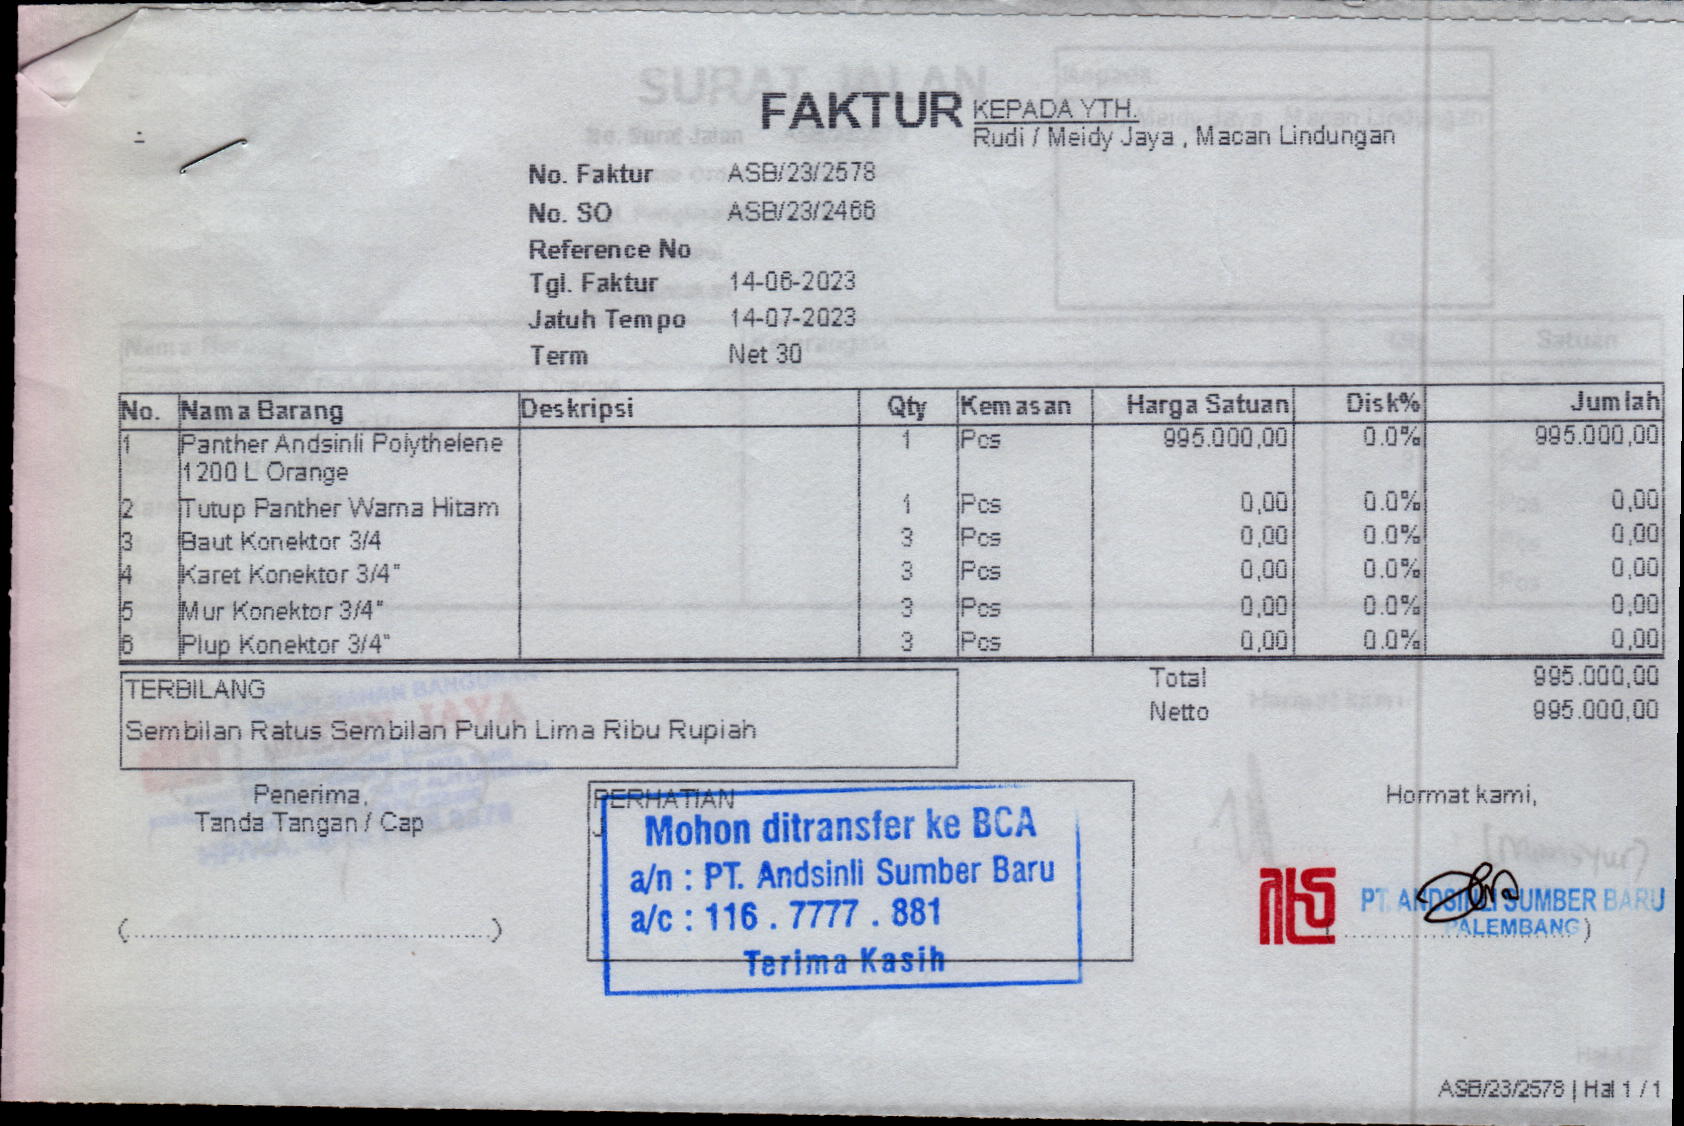 FAKTUR
KEPADA YTH.
Rudi / Meidy Jaya , Macan Lindungan
No. Faktur ASB/23/2578
No. SO ASB/23/2466
Reference No
Tgl. Faktur 14-06-2023
Jatuh Tempo 14-07-2023
Term Net 30
No. Nama Barang Deskripsi Qty Kemasan Harga Satuan Disk% Jumlah
1 Panther Andsinli Polythelene 1 Pcs 995.000,00 0.0% 995.000,00
1200 L Orange
2 Tutup Panther Warna Hitam 1 Pcs 0,00 0.0% 0,00
3 Baut Konektor 3/4 3 Pcs 0,00 0.0% 0,00
4 Karet Konektor 3/4" 3 Pcs 0,00 0.0% 0,00
5 Mur Konektor 3/4" 3 Pcs 0,00 0.0% 0,00
6 Plup Konektor 3/4" 3 Pcs 0,00 0.0% 0,00
TERBILANG
Sembilan Ratus Sembilan Puluh Lima Ribu Rupiah
Total 995.000,00
Netto 995.000,00
Penerima,
Tanda Tangan / Cap
(..................................................)
PERHATIAN
Mohon ditransfer ke BCA
a/n : PT. Andsinli Sumber Baru
a/c : 116 . 7777 . 881
Terima Kasih
Hormat kami,
PT. ANDSINLI SUMBER BARU
PALEMBANG
ASB/23/2578 | Hal 1 / 1